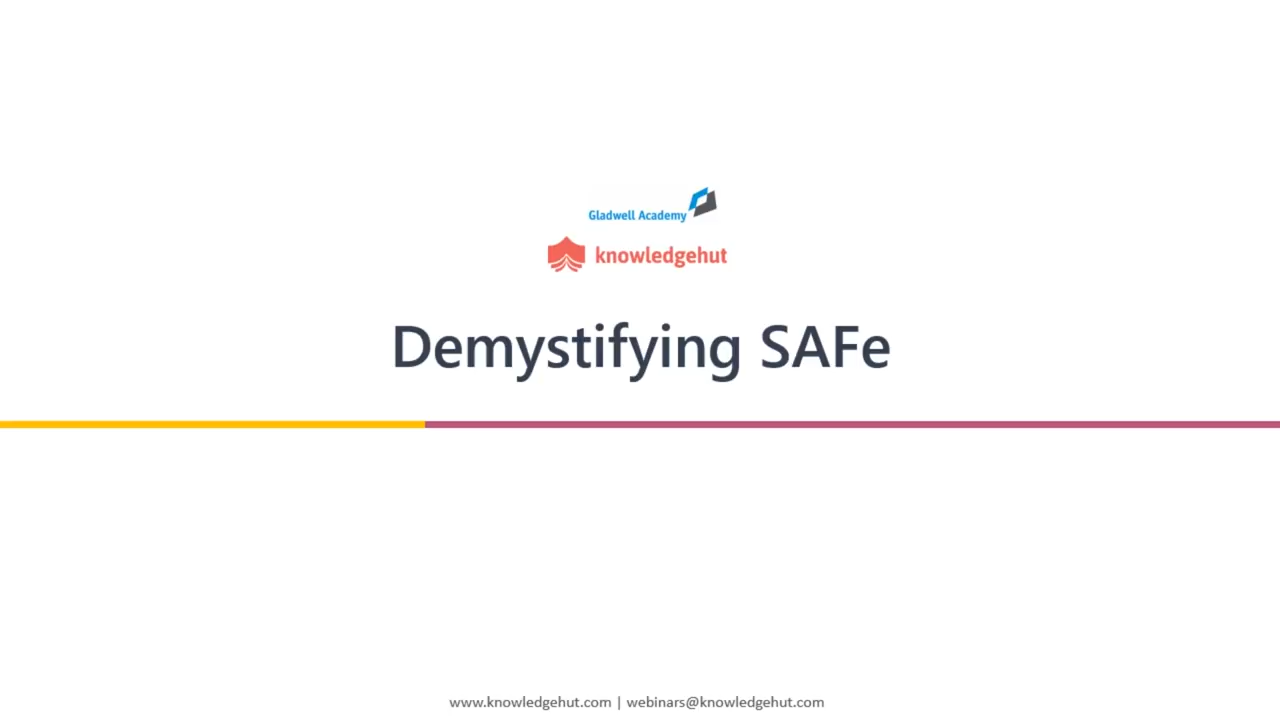 Gladwell Academy
knowledgehut
Demystifying SAFe
www.knowledgehut.com | webinars@knowledgehut.com